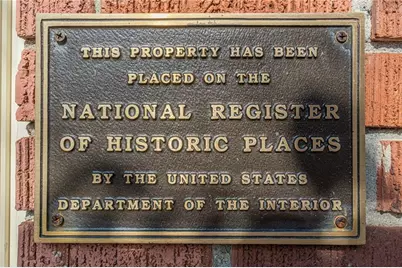 THIS PROPERTY HAS BEEN
PLACED ON THE
NATIONAL REGISTER
OF HISTORIC PLACES
BY THE UNITED STATES
DEPARTMENT OF THE INTERIOR